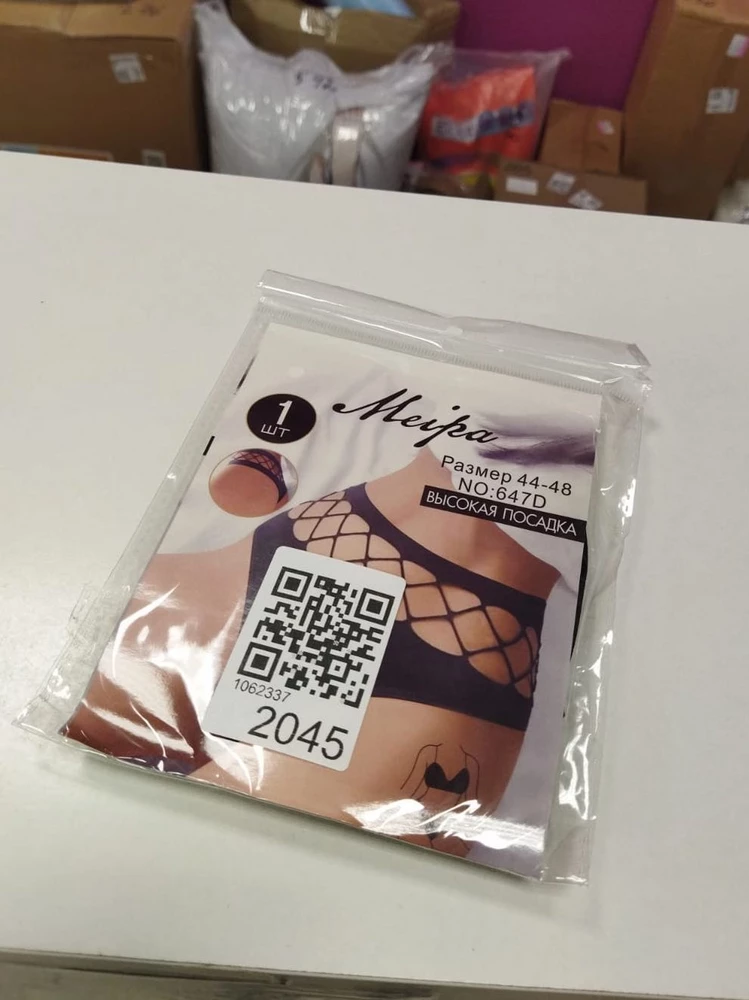 1
ШТ
Meipa
Размер 44-48
NO:647D
ВЫСОКАЯ ПОСАДКА
1062337
2045